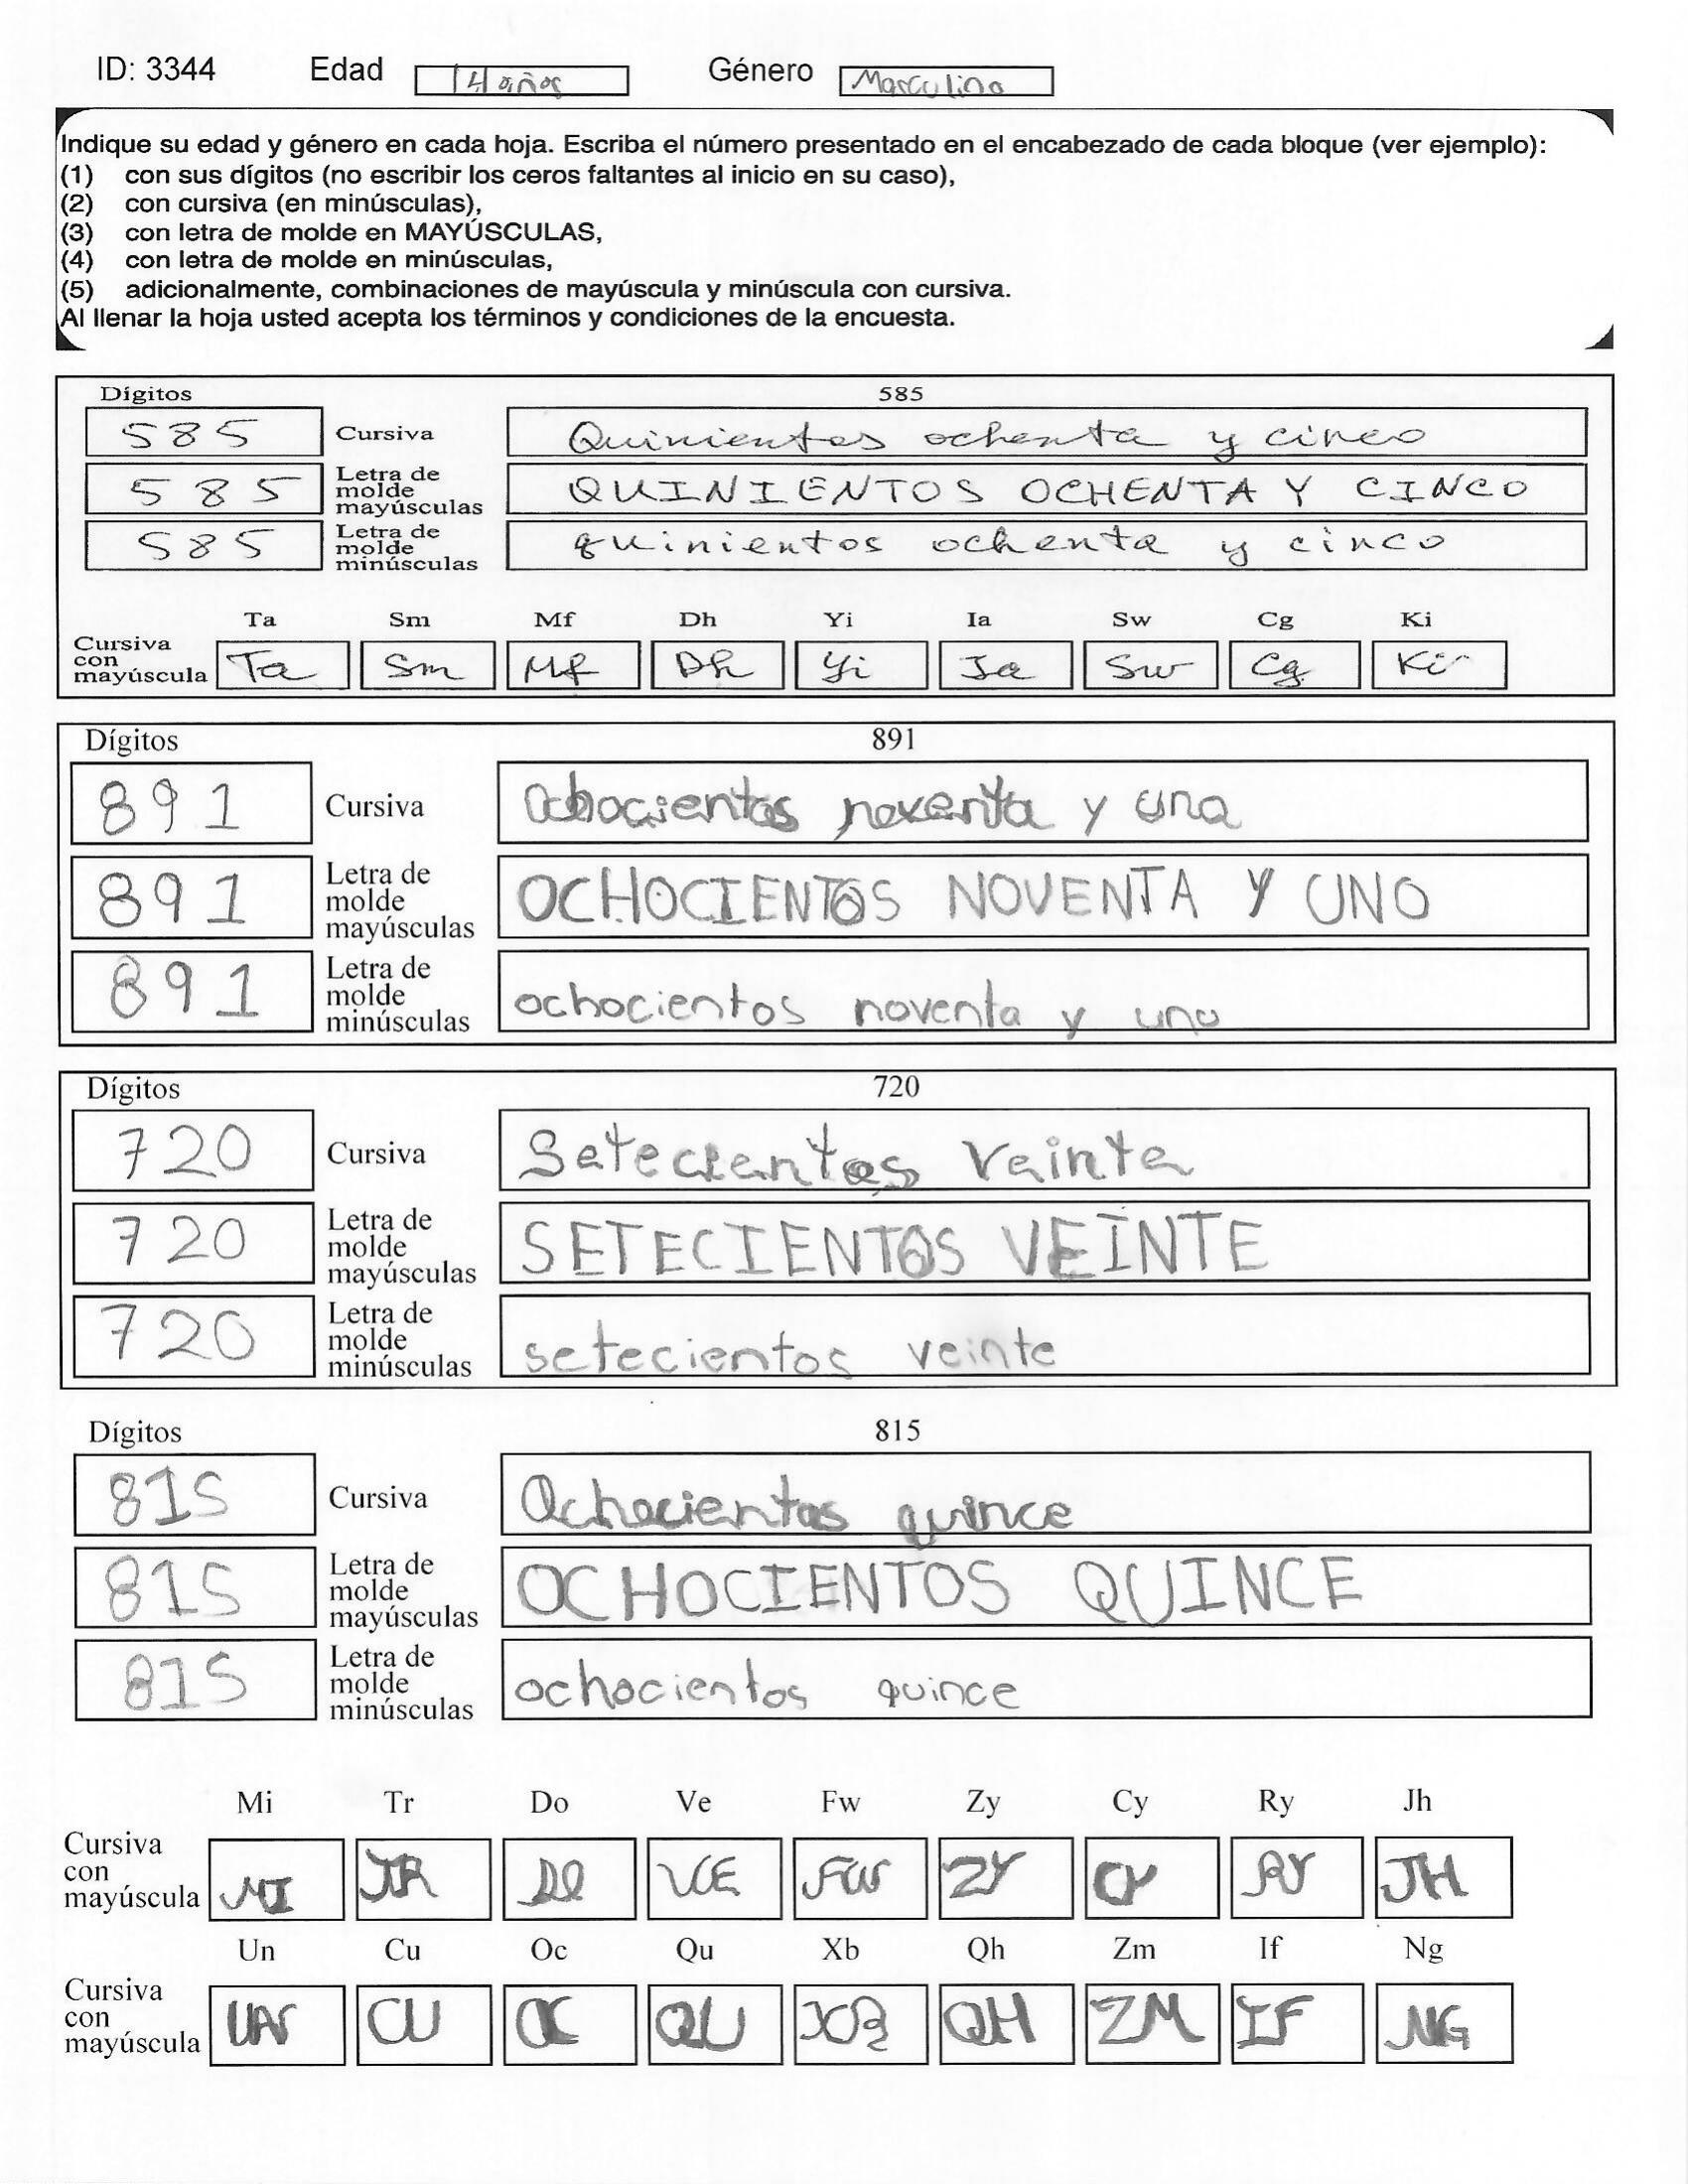 ID: 3344 Edad 14 años Género Masculino
Indique su edad y género en cada hoja. Escriba el número presentado en el encabezado de cada bloque (ver ejemplo):
(1) con sus dígitos (no escribir los ceros faltantes al inicio en su caso),
(2) con cursiva (en minúsculas),
(3) con letra de molde en MAYÚSCULAS,
(4) con letra de molde en minúsculas,
(5) adicionalmente, combinaciones de mayúscula y minúscula con cursiva.
Al llenar la hoja usted acepta los términos y condiciones de la encuesta.
Dígitos 585
585 Cursiva Quinientos ochenta y cinco
585 Letra de molde mayúsculas QUINIENTOS OCHENTA Y CINCO
585 Letra de molde minúsculas quinientos ochenta y cinco
Ta Sm Mf Dh Yi Ia Sw Cg Ki
Cursiva con mayúscula Ta Sm Mf Dh Yi Ia Sw Cg Ki
Dígitos 891
891 Cursiva Ochocientos noventa y uno
891 Letra de molde mayúsculas OCHOCIENTOS NOVENTA Y UNO
891 Letra de molde minúsculas ochocientos noventa y uno
Dígitos 720
720 Cursiva Setecientos Veinte
720 Letra de molde mayúsculas SETECIENTOS VEINTE
720 Letra de molde minúsculas setecientos veinte
Dígitos 815
815 Cursiva Ochocientos quince
815 Letra de molde mayúsculas OCHOCIENTOS QUINCE
815 Letra de molde minúsculas ochocientos quince
Mi Tr Do Ve Fw Zy Cy Ry Jh
Cursiva con mayúscula MI TR DO VE FW ZY CY RY JH
Un Cu Oc Qu Xb Qh Zm If Ng
Cursiva con mayúscula UN CU OC QU XB QH ZM IF NG